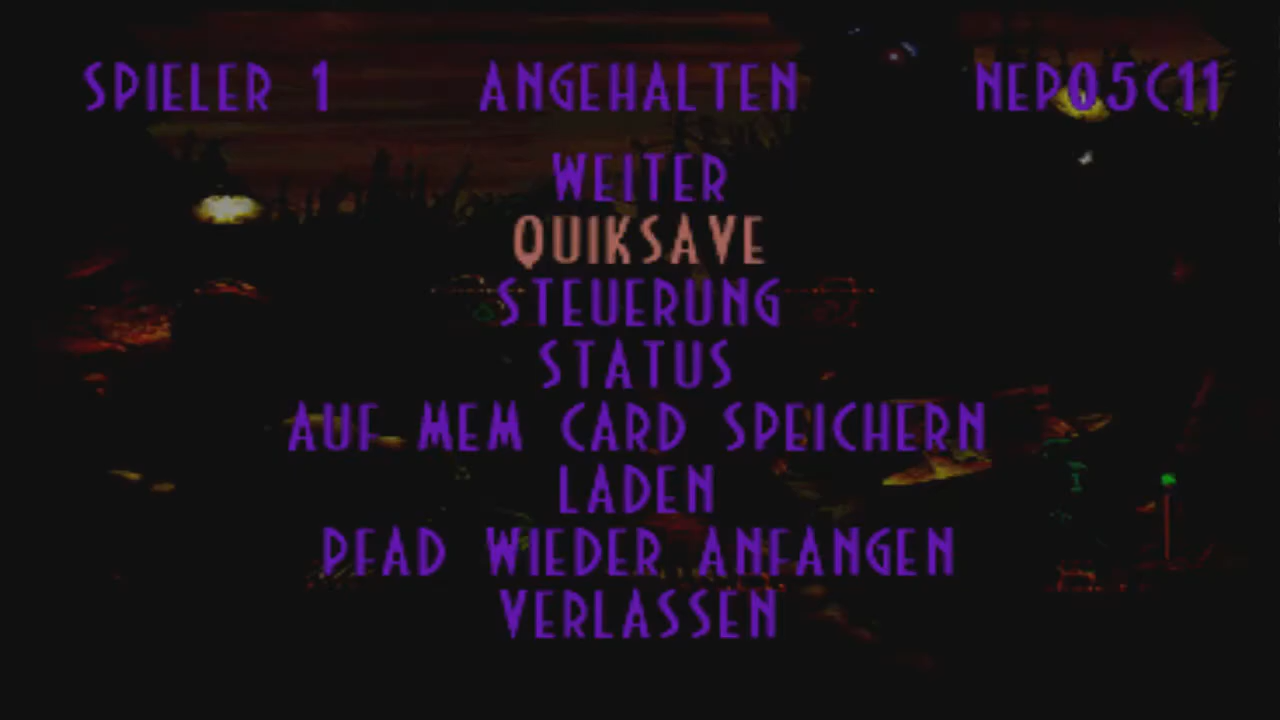 SPIELER 1 ANGEHALTEN NEP05C11
WEITER
QUIKSAVE
STEUERUNG
STATUS
AUF MEM CARD SPEICHERN
LADEN
PFAD WIEDER ANFANGEN
VERLASSEN